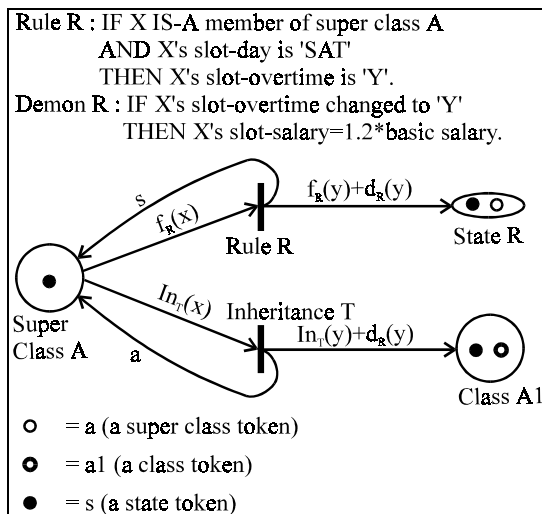 Rule R : IF X IS-A member of super class A
AND X's slot-day is 'SAT'
THEN X's slot-overtime is 'Y'.
Demon R : IF X's slot-overtime changed to 'Y'
THEN X's slot-salary=1.2*basic salary.
s
f_R(x)
f_R(y)+d_R(y)
Rule R
State R
Super
Class A
In_T(x)
a
Inheritance T
In_T(y)+d_R(y)
Class A1
= a (a super class token)
= a1 (a class token)
= s (a state token)